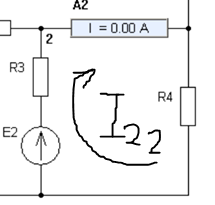 A2
I = 0.00 A
2
R3
R4
E2
I22